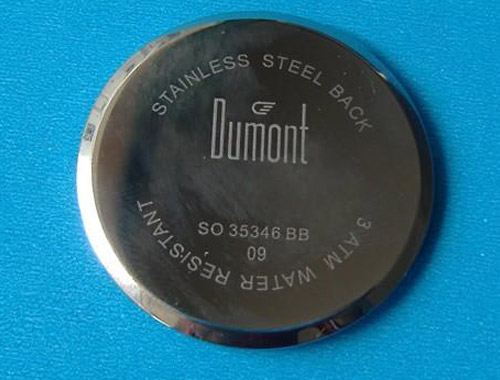 STAINLESS STEEL BACK
Dumont
SO 35346 BB
09
3 ATM WATER RESISTANT